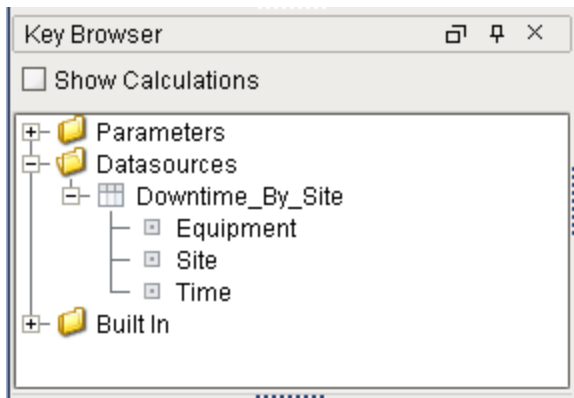 Key Browser
Show Calculations
Parameters
Datasources
Downtime_By_Site
Equipment
Site
Time
Built In